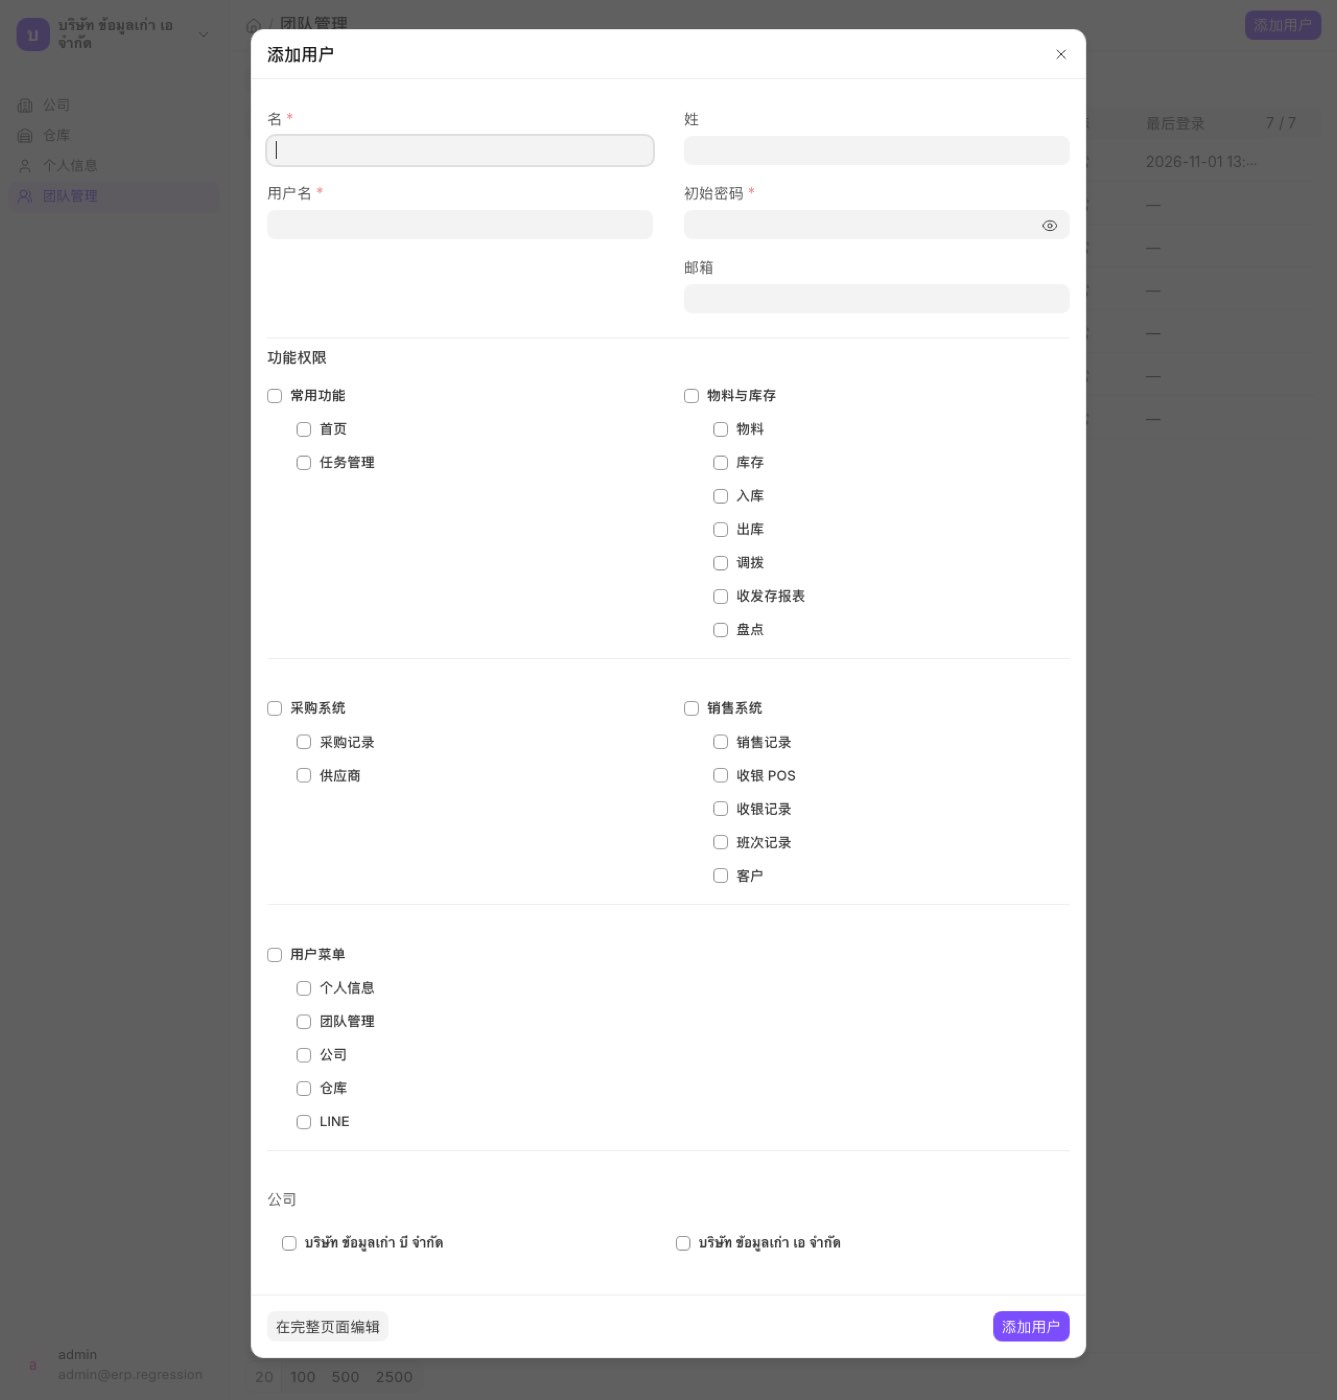 บริษัท ข้อมูลเก่า เอ
จำกัด
公司
仓库
个人信息
团队管理
/ 团队管理
添加用户
最后登录
7 / 7
2026-11-01 13:...
—
—
—
—
—
—
添加用户
名 *
姓
用户名 *
初始密码 *
邮箱
功能权限
常用功能
首页
任务管理
物料与库存
物料
库存
入库
出库
调拨
收发存报表
盘点
采购系统
采购记录
供应商
销售系统
销售记录
收银 POS
收银记录
班次记录
客户
用户菜单
个人信息
团队管理
公司
仓库
LINE
公司
บริษัท ข้อมูลเก่า บี จำกัด
บริษัท ข้อมูลเก่า เอ จำกัด
在完整页面编辑
添加用户
บ
a
admin
admin@erp.regression
20 100 500 2500